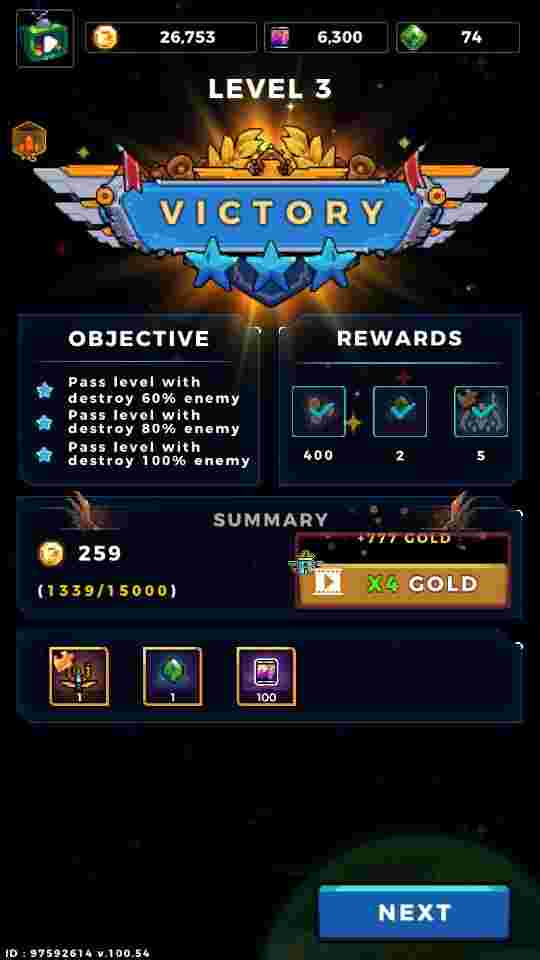 26,753 6,300 74
LEVEL 3
VICTORY
OBJECTIVE
Pass level with
destroy 60% enemy
Pass level with
destroy 80% enemy
Pass level with
destroy 100% enemy
REWARDS
400 2 5
SUMMARY
259
(1339/15000)
+777 GOLD
X4 GOLD
1 1 100
NEXT
ID : 97592614 v.100.54